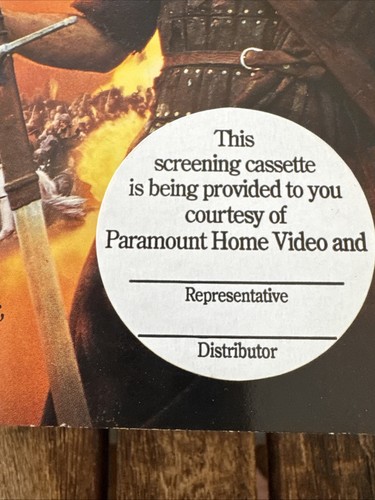 This
screening cassette
is being provided to you
courtesy of
Paramount Home Video and
Representative
Distributor